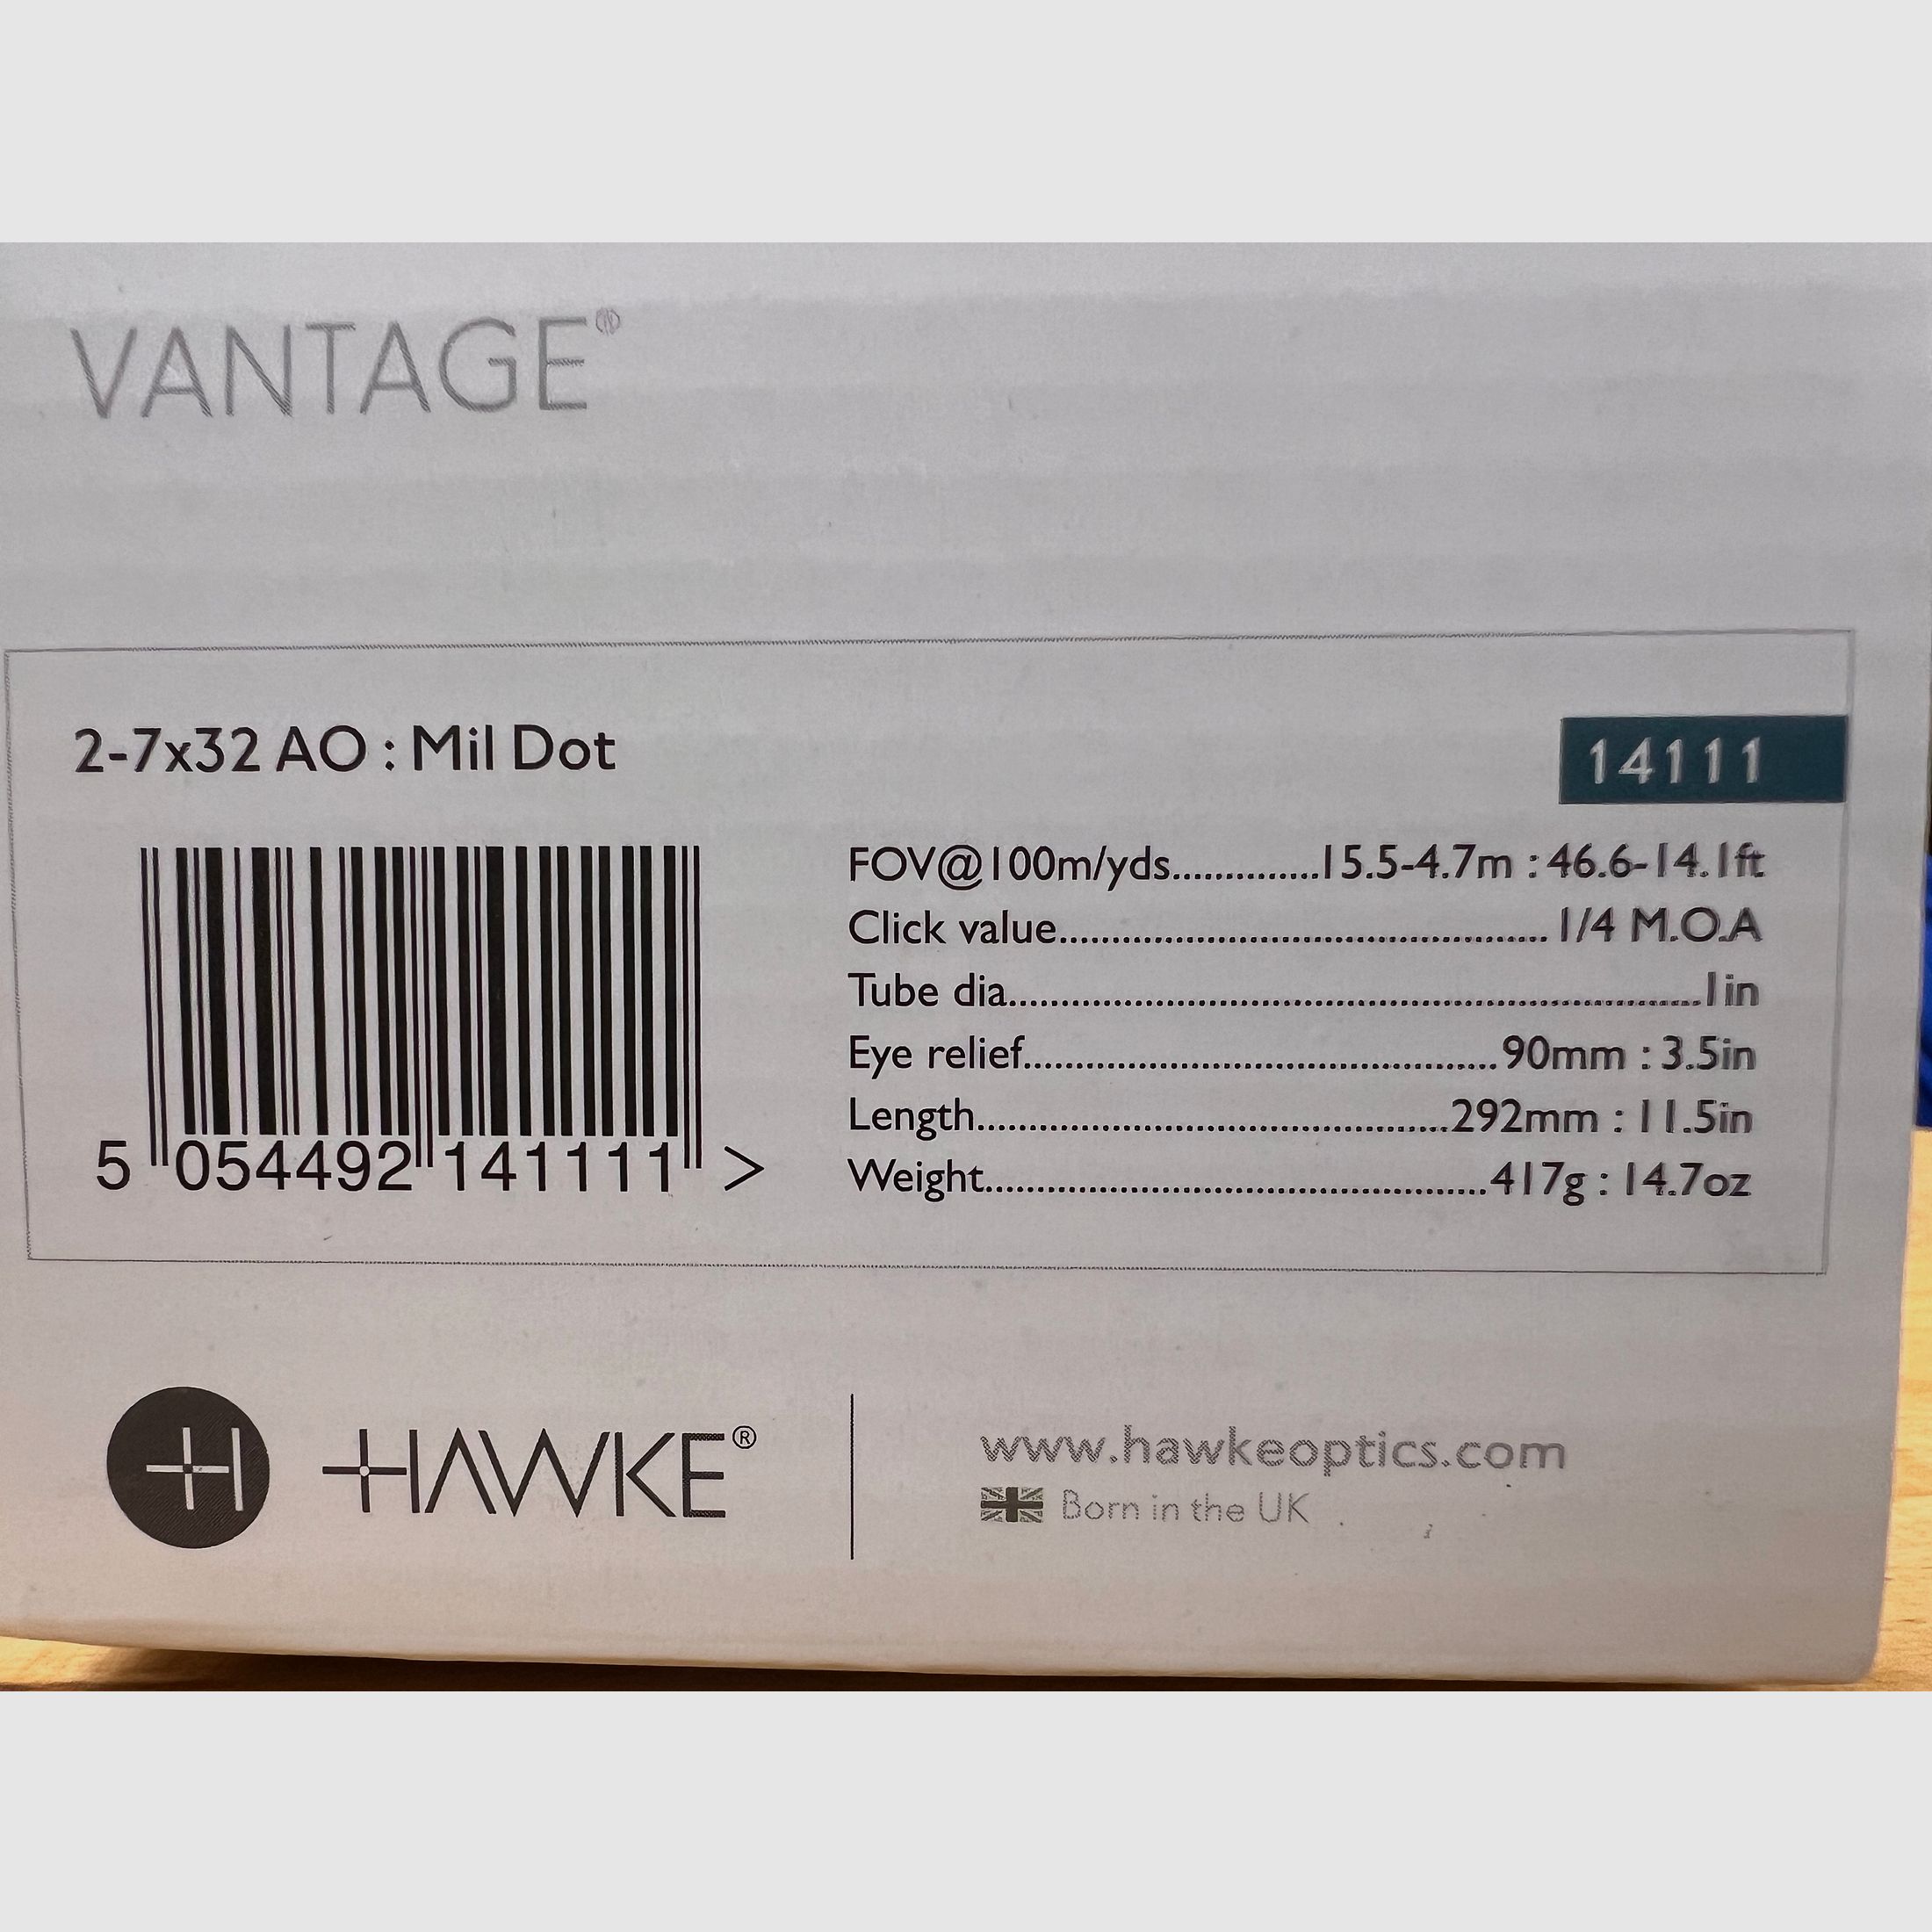 VANTAGE®
2-7x32 AO : Mil Dot
14111
FOV@100m/yds..............15.5-4.7m : 46.6-14.1ft
Click value............................................... 1/4 M.O.A
Tube dia..................................................................1in
Eye relief.............................................90mm : 3.5in
Length.............................................292mm : 11.5in
Weight................................................417g : 14.7oz
5 054492 141111 >
HAWKE®
www.hawkeoptics.com
Born in the UK